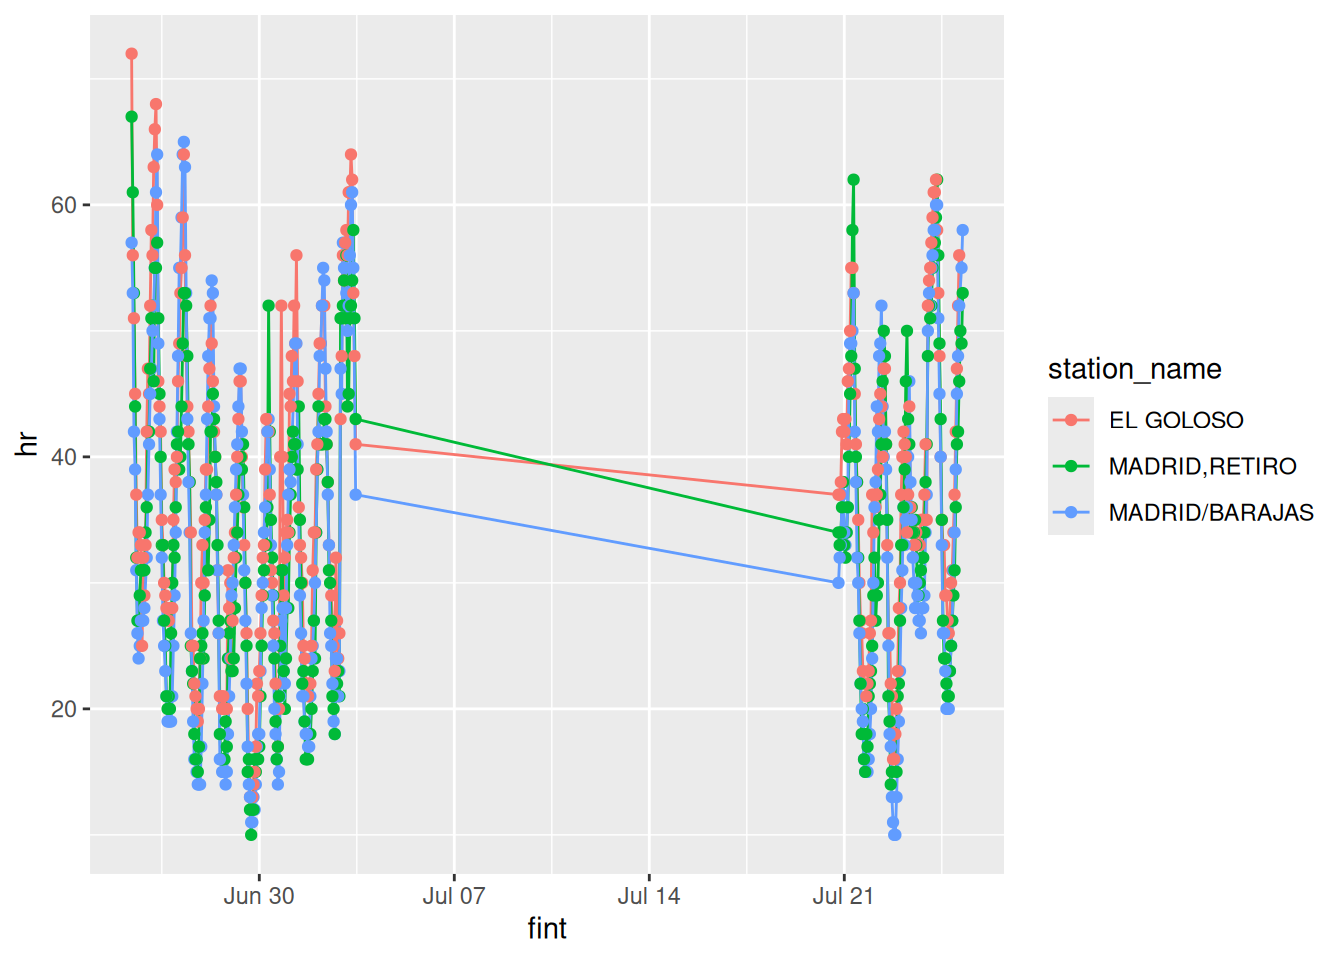 60
40
20
hr
Jun 30
Jul 07
Jul 14
Jul 21
fint
station_name
EL GOLOSO
MADRID,RETIRO
MADRID/BARAJAS